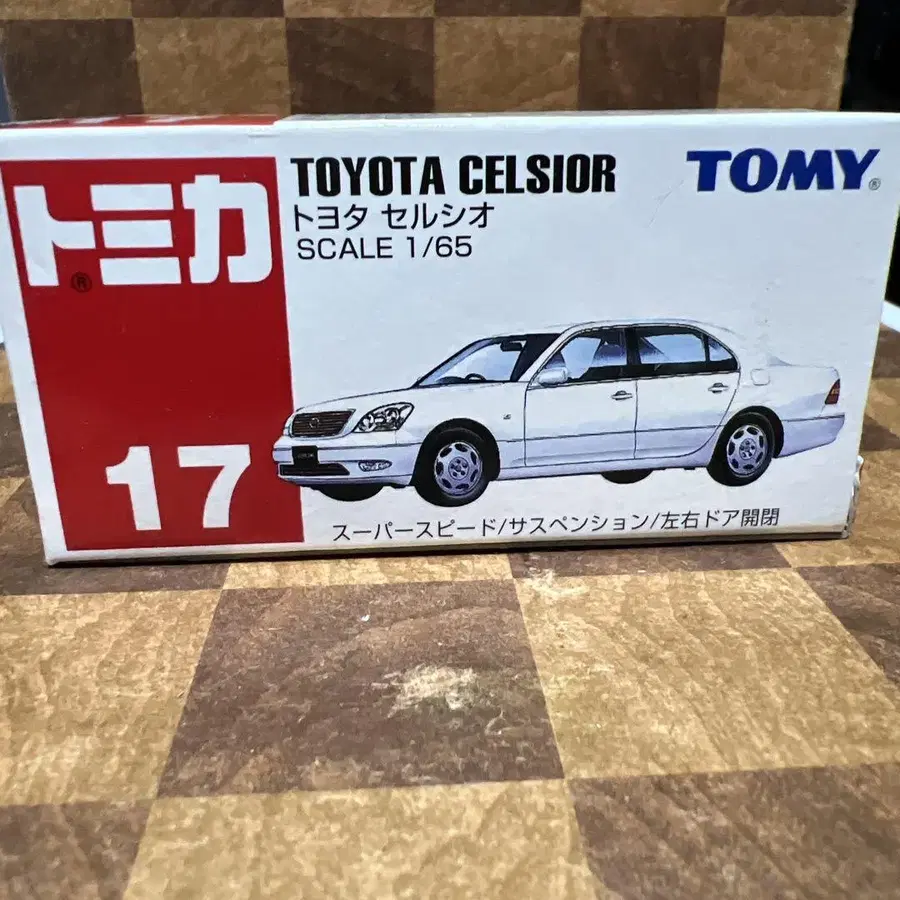 トミカ®
TOYOTA CELSIOR
トヨタ セルシオ
SCALE 1/65
TOMY®
17
スーパースピード/サスペンション/左右ドア開閉